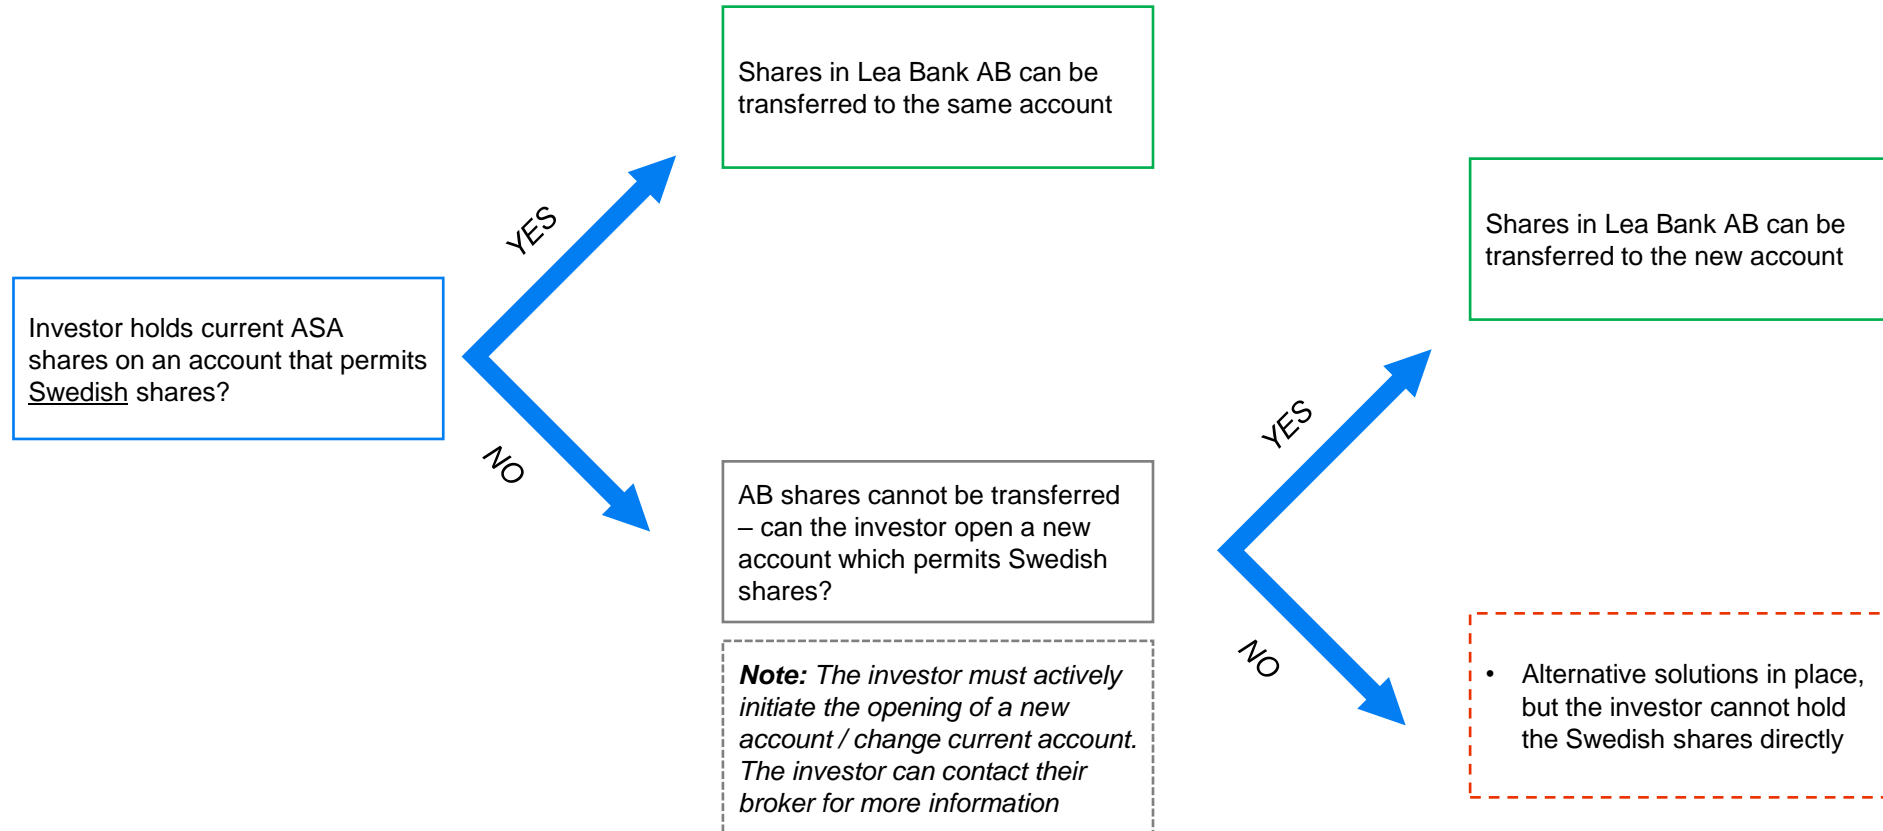 Shares in Lea Bank AB can be
transferred to the same account
YES
Shares in Lea Bank AB can be
transferred to the new account
Investor holds current ASA
shares on an account that permits
Swedish shares?
NO
YES
AB shares cannot be transferred
– can the investor open a new
account which permits Swedish
shares?
NO
Note: The investor must actively
initiate the opening of a new
account / change current account.
The investor can contact their
broker for more information
• Alternative solutions in place,
but the investor cannot hold
the Swedish shares directly